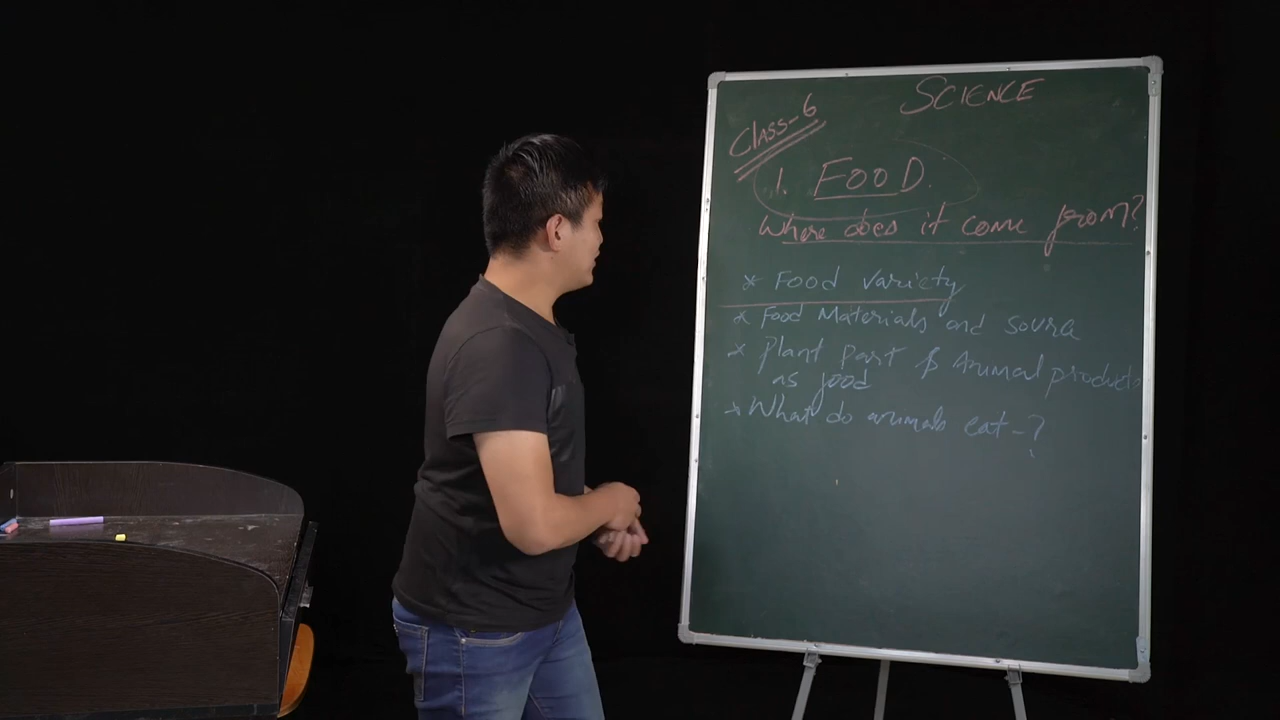 SCIENCE
Class-6
1. FOOD.
Where does it come from?
* Food variety
* Food Materials and source
* Plant part & Animal products
as food
* What do animals eat-?